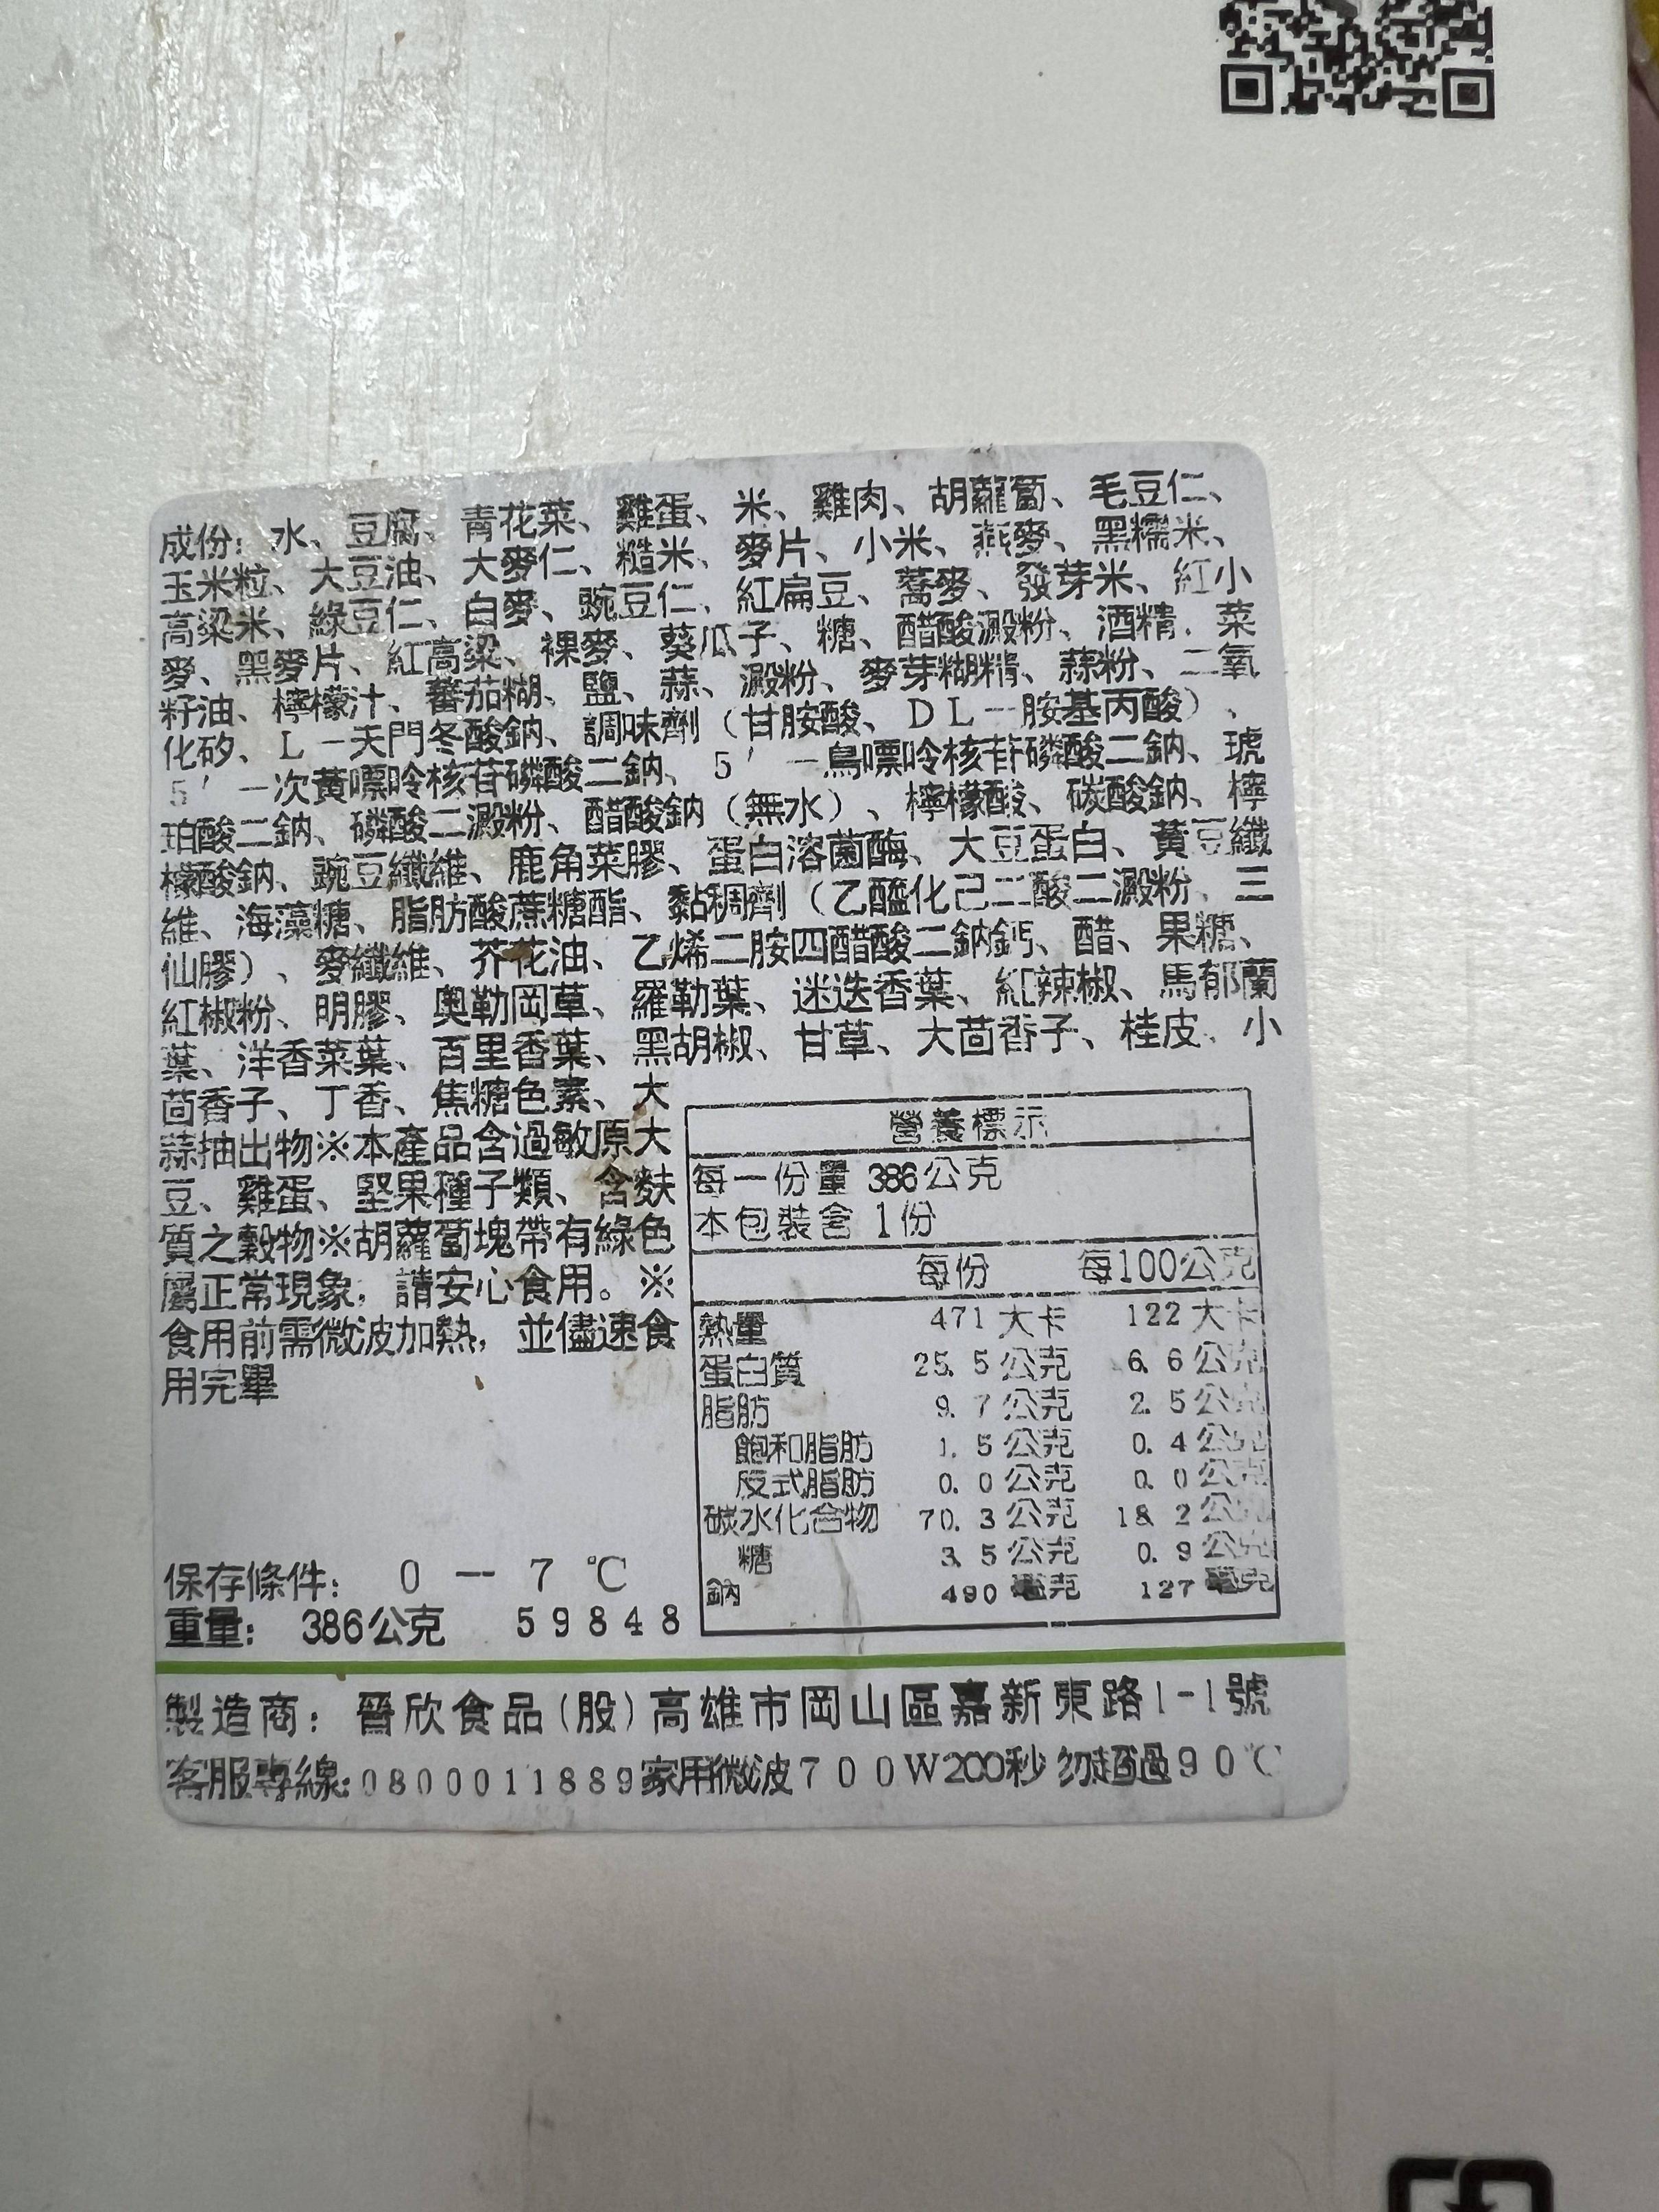 成份：水、豆腐、青花菜、雞蛋、米、雞肉、胡蘿蔔、毛豆仁、
玉米粒、大豆油、大麥仁、糙米、麥片、小米、燕麥、黑糯米、
高粱米、綠豆仁、白麥、豌豆仁、紅扁豆、蕎麥、發芽米、紅小
麥、黑麥片、紅高粱、裸麥、葵瓜子、糖、醋酸澱粉、酒精、菜
籽油、檸檬汁、蕃茄糊、鹽、蒜、澱粉、麥芽糊精、蒜粉、二氧
化矽、L－天門冬酸鈉、調味劑（甘胺酸、DL－胺基丙酸）、
5'－次黃嘌呤核苷磷酸二鈉、5'－鳥嘌呤核苷磷酸二鈉、琥
珀酸二鈉、磷酸二澱粉、醋酸鈉（無水）、檸檬酸、碳酸鈉、檸
檬酸鈉、豌豆纖維、鹿角菜膠、蛋白溶菌酶、大豆蛋白、黃豆纖
維、海藻糖、脂肪酸蔗糖酯、黏稠劑（乙醯化己二酸二澱粉、三
仙膠）、麥纖維、芥花油、乙烯二胺四醋酸二鈉鈣、醋、果糖、
紅椒粉、明膠、奧勒岡草、羅勒葉、迷迭香葉、紅辣椒、馬郁蘭
葉、洋香菜葉、百里香葉、黑胡椒、甘草、大茴香子、桂皮、小
茴香子、丁香、焦糖色素、大
蒜抽出物※本產品含過敏原大
豆、雞蛋、堅果種子類、含麩
質之穀物※胡蘿蔔塊帶有綠色
屬正常現象，請安心食用。※
食用前需微波加熱，並儘速食
用完畢
營養標示
每一份量 386公克
本包裝含 1份
每份 每100公克
熱量 471 大卡 122 大卡
蛋白質 25.5 公克 6.6 公克
脂肪 9.7 公克 2.5 公克
飽和脂肪 1.5 公克 0.4 公克
反式脂肪 0.0 公克 0.0 公克
碳水化合物 70.3 公克 18.2 公克
糖 3.5 公克 0.9 公克
鈉 490 毫克 127 毫克
保存條件： 0 — 7 ℃
重量： 386公克 59848
製造商：晉欣食品(股)高雄市岡山區嘉新東路1-1號
客服專線:0800011889家用微波700W200秒 勿超過90℃